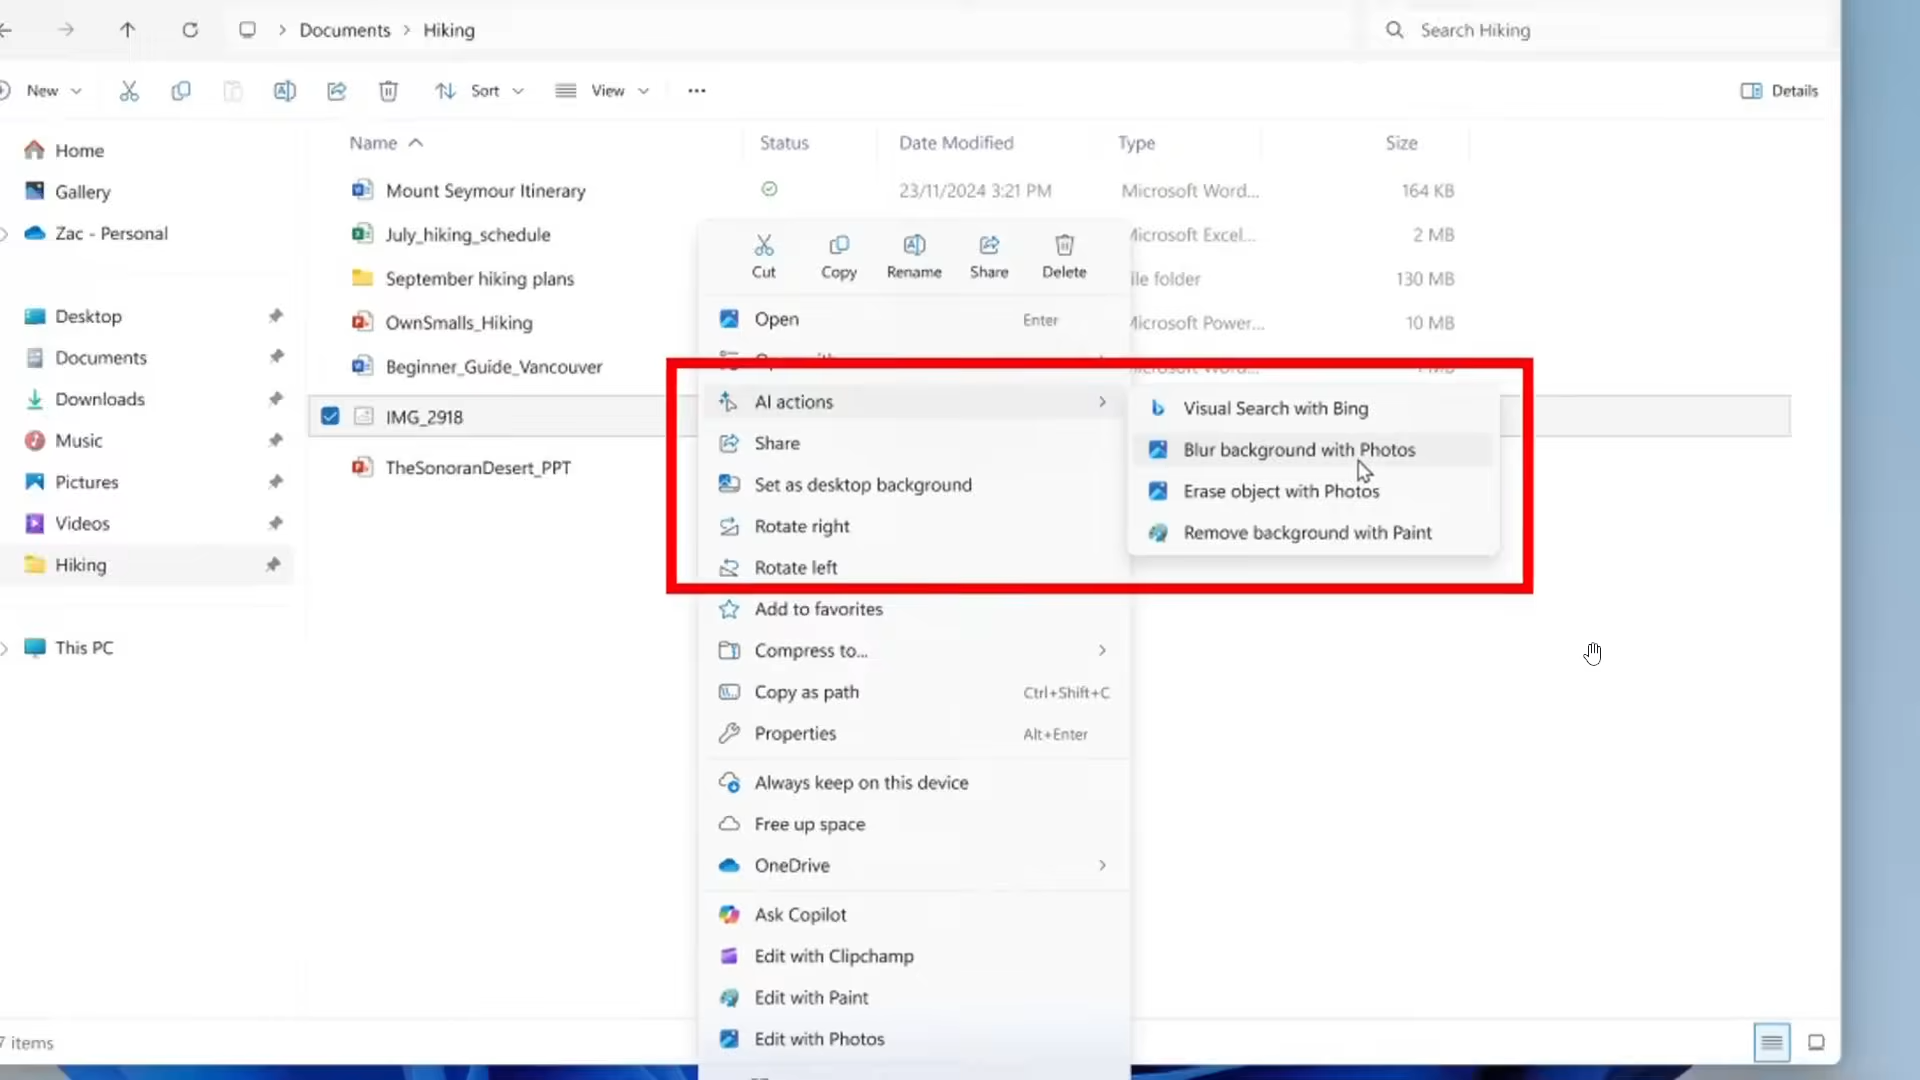 Documents > Hiking
Search Hiking
New
Sort
View
Details
Name
Status
Date Modified
Type
Size
Home
Gallery
Zac - Personal
Desktop
Documents
Downloads
Music
Pictures
Videos
Hiking
This PC
Mount Seymour Itinerary 23/11/2024 3:21 PM Microsoft Word... 164 KB
July_hiking_schedule Microsoft Excel... 2 MB
September hiking plans file folder 130 MB
OwnSmalls_Hiking Microsoft Power... 10 MB
Beginner_Guide_Vancouver
IMG_2918
TheSonoranDesert_PPT
Cut
Copy
Rename
Share
Delete
Open Enter
AI actions
Share
Set as desktop background
Rotate right
Rotate left
Add to favorites
Compress to...
Copy as path Ctrl+Shift+C
Properties Alt+Enter
Always keep on this device
Free up space
OneDrive
Ask Copilot
Edit with Clipchamp
Edit with Paint
Edit with Photos
Visual Search with Bing
Blur background with Photos
Erase object with Photos
Remove background with Paint
7 items